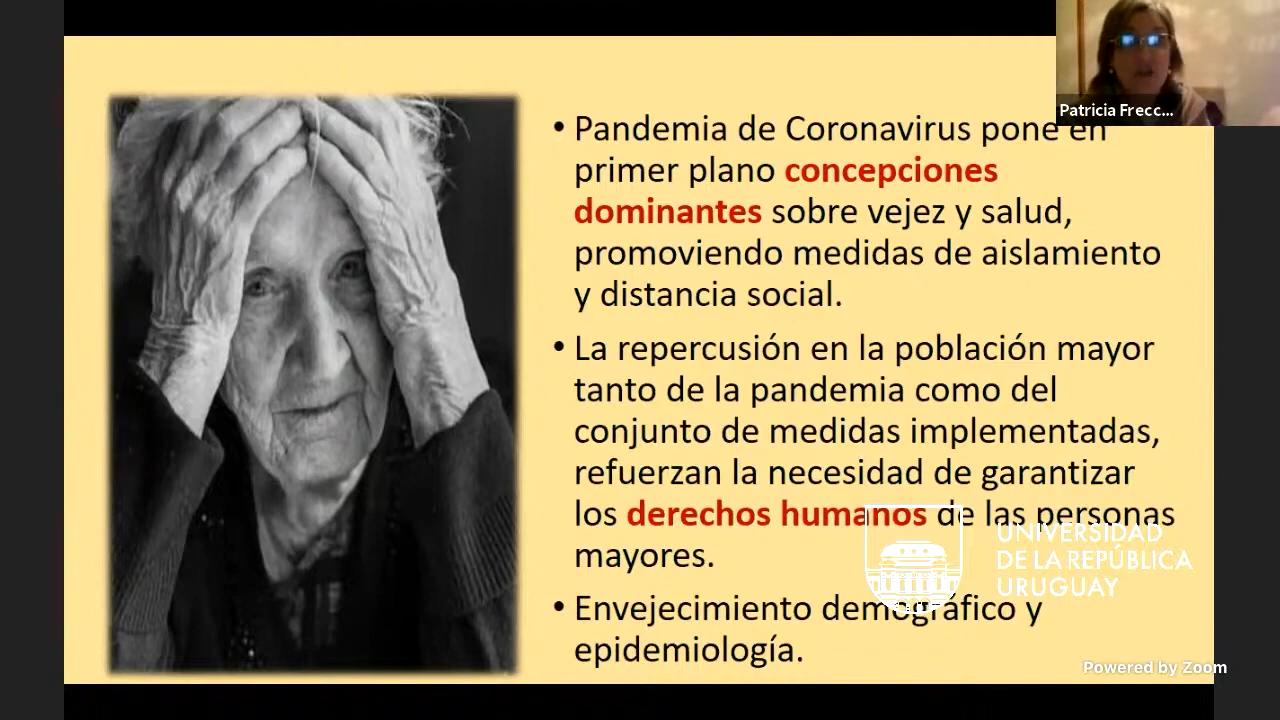 Patricia Frecc...
• Pandemia de Coronavirus pone en
primer plano concepciones
dominantes sobre vejez y salud,
promoviendo medidas de aislamiento
y distancia social.
• La repercusión en la población mayor
tanto de la pandemia como del
conjunto de medidas implementadas,
refuerzan la necesidad de garantizar
los derechos humanos de las personas
mayores.
• Envejecimiento demográfico y
epidemiología.
UNIVERSIDAD
DE LA REPÚBLICA
URUGUAY
Powered by Zoom